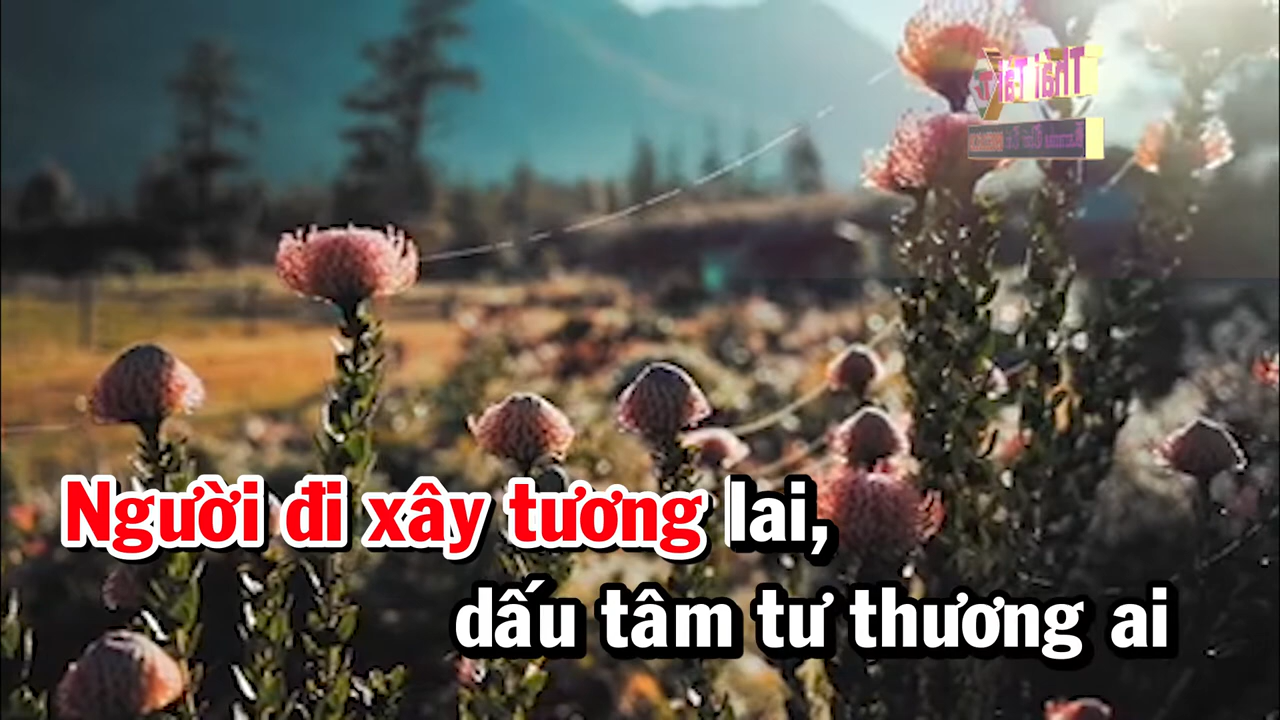 Người đi xây tương lai,
dấu tâm tư thương ai